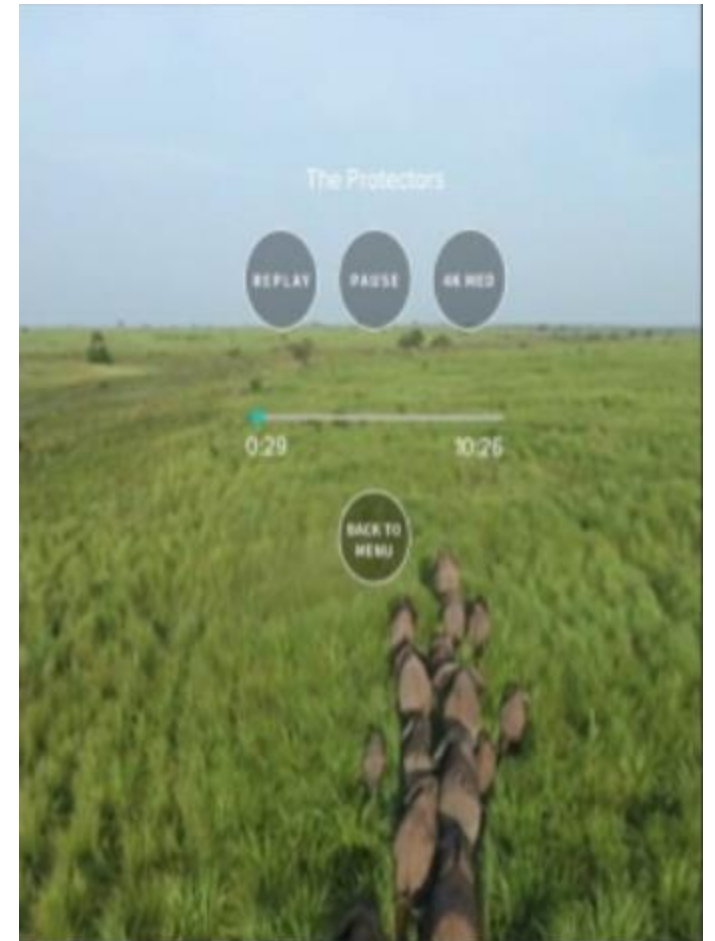 The Protectors
REPLAY PAUSE 4K MED
0:29 10:26
BACK TO
MENU